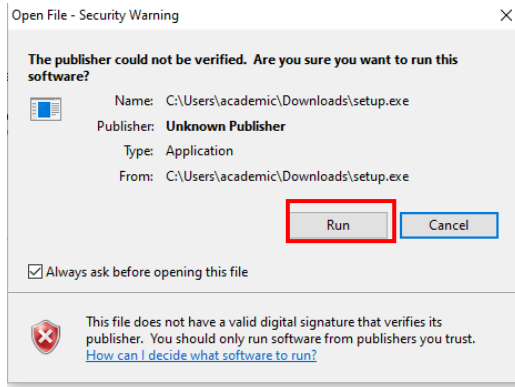 Open File - Security Warning
The publisher could not be verified.  Are you sure you want to run this
software?
Name: C:\Users\academic\Downloads\setup.exe
Publisher: Unknown Publisher
Type: Application
From: C:\Users\academic\Downloads\setup.exe
Run Cancel
Always ask before opening this file
This file does not have a valid digital signature that verifies its
publisher.  You should only run software from publishers you trust.
How can I decide what software to run?